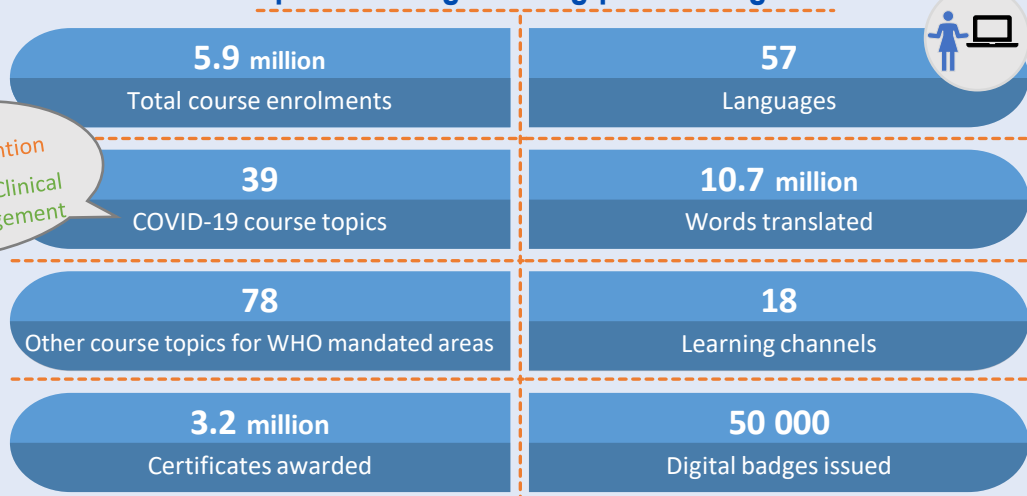 5.9 million
Total course enrolments
57
Languages
39
COVID-19 course topics
10.7 million
Words translated
Clinical
78
Other course topics for WHO mandated areas
18
Learning channels
3.2 million
Certificates awarded
50 000
Digital badges issued